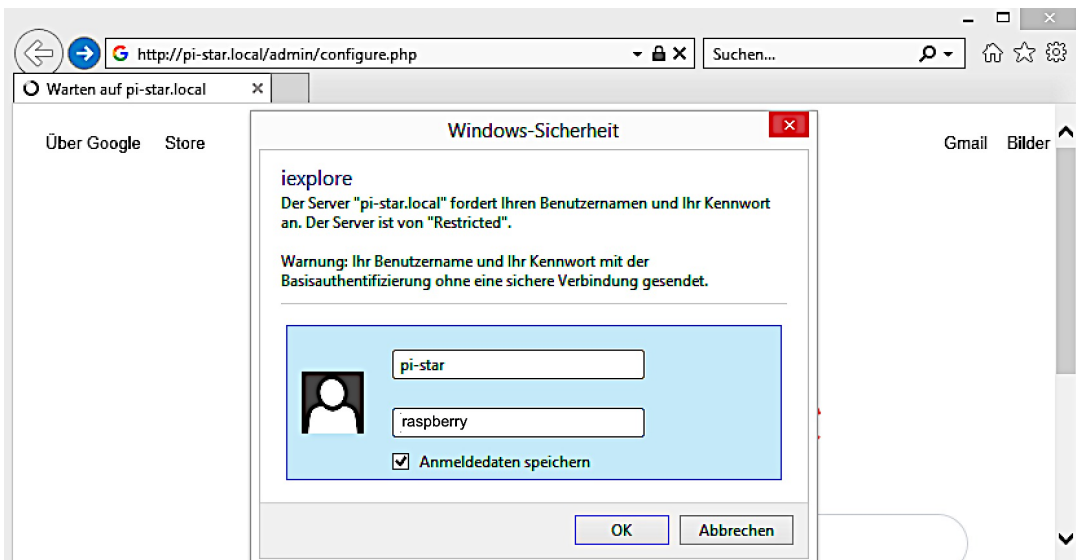 http://pi-star.local/admin/configure.php
Suchen...
Warten auf pi-star.local
Über Google Store
Gmail Bilder
Windows-Sicherheit
iexplore
Der Server "pi-star.local" fordert Ihren Benutzernamen und Ihr Kennwort
an. Der Server ist von "Restricted".
Warnung: Ihr Benutzername und Ihr Kennwort mit der
Basisauthentifizierung ohne eine sichere Verbindung gesendet.
pi-star
raspberry
Anmeldedaten speichern
OK Abbrechen